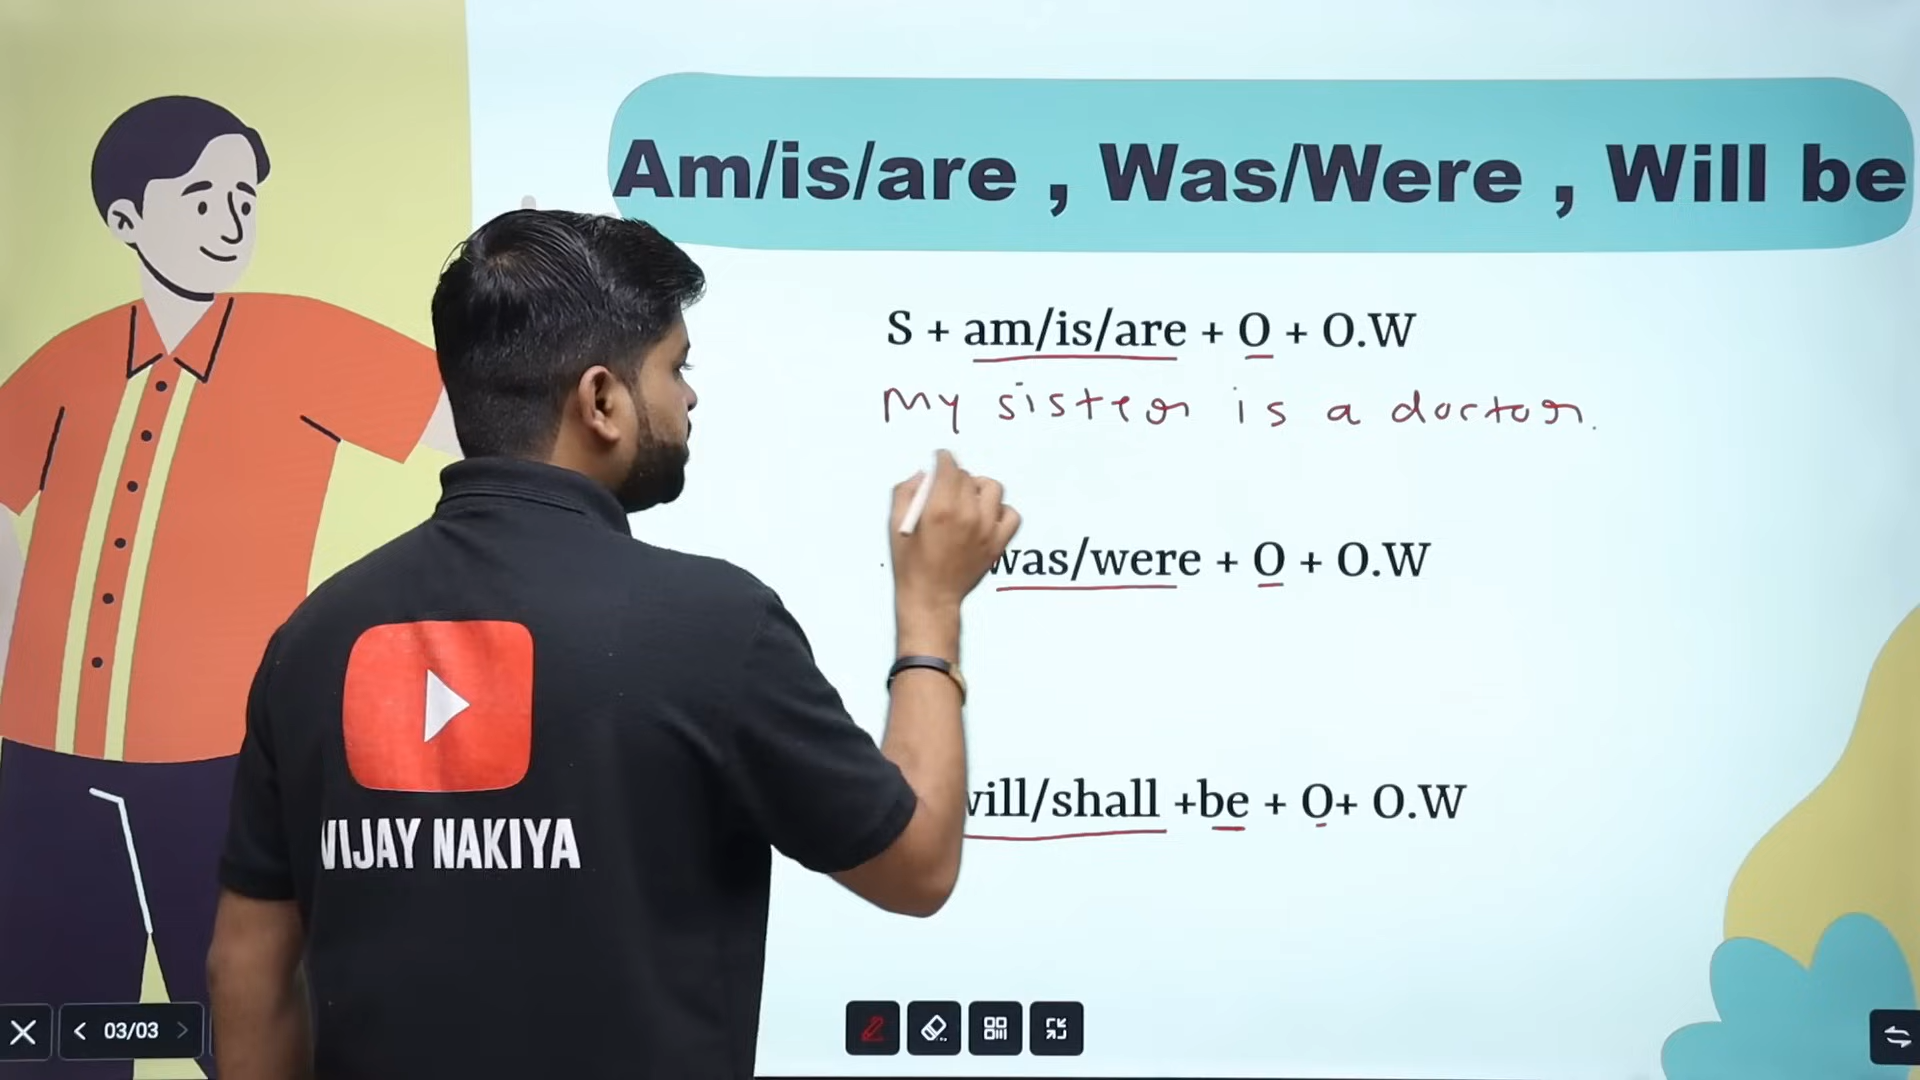 Am/is/are , Was/Were , Will be
S + am/is/are + O + O.W
My sister is a doctor.
was/were + O + O.W
will/shall +be + O+ O.W
VIJAY NAKIYA
03/03